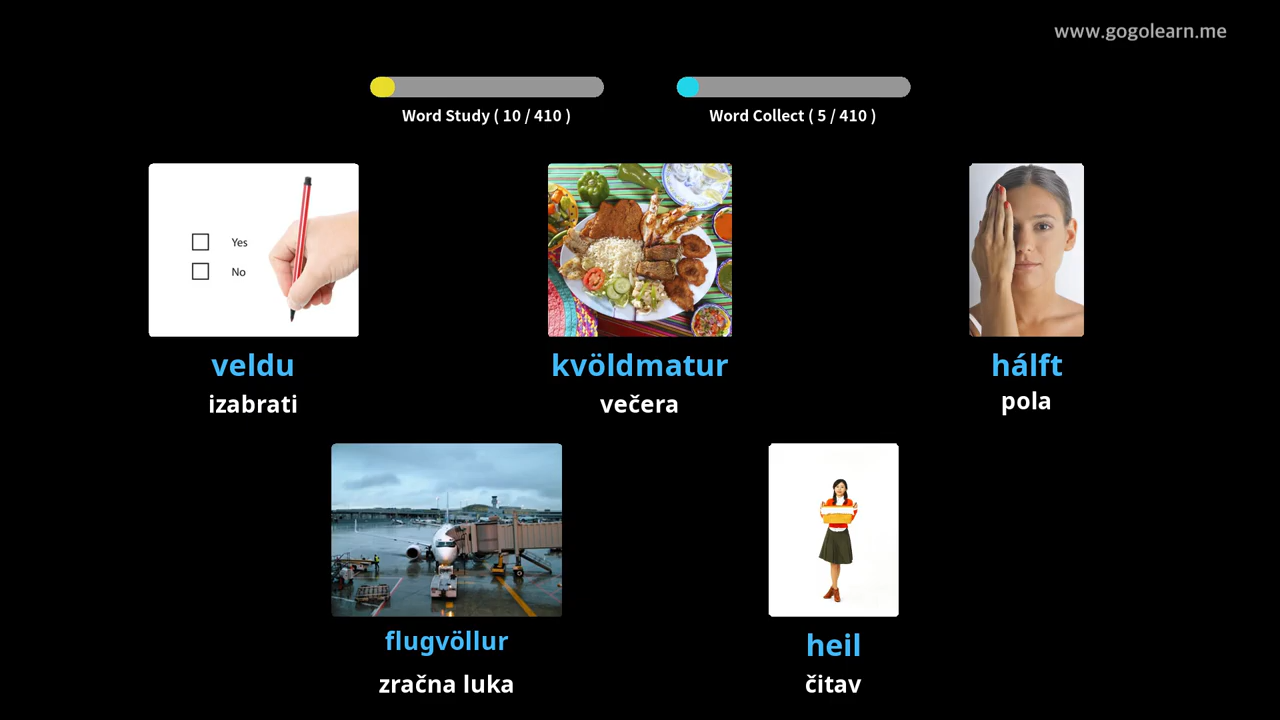 www.gogolearn.me
Word Study ( 10 / 410 )
Word Collect ( 5 / 410 )
Yes
No
veldu
izabrati
kvöldmatur
večera
hálft
pola
flugvöllur
zračna luka
heil
čitav